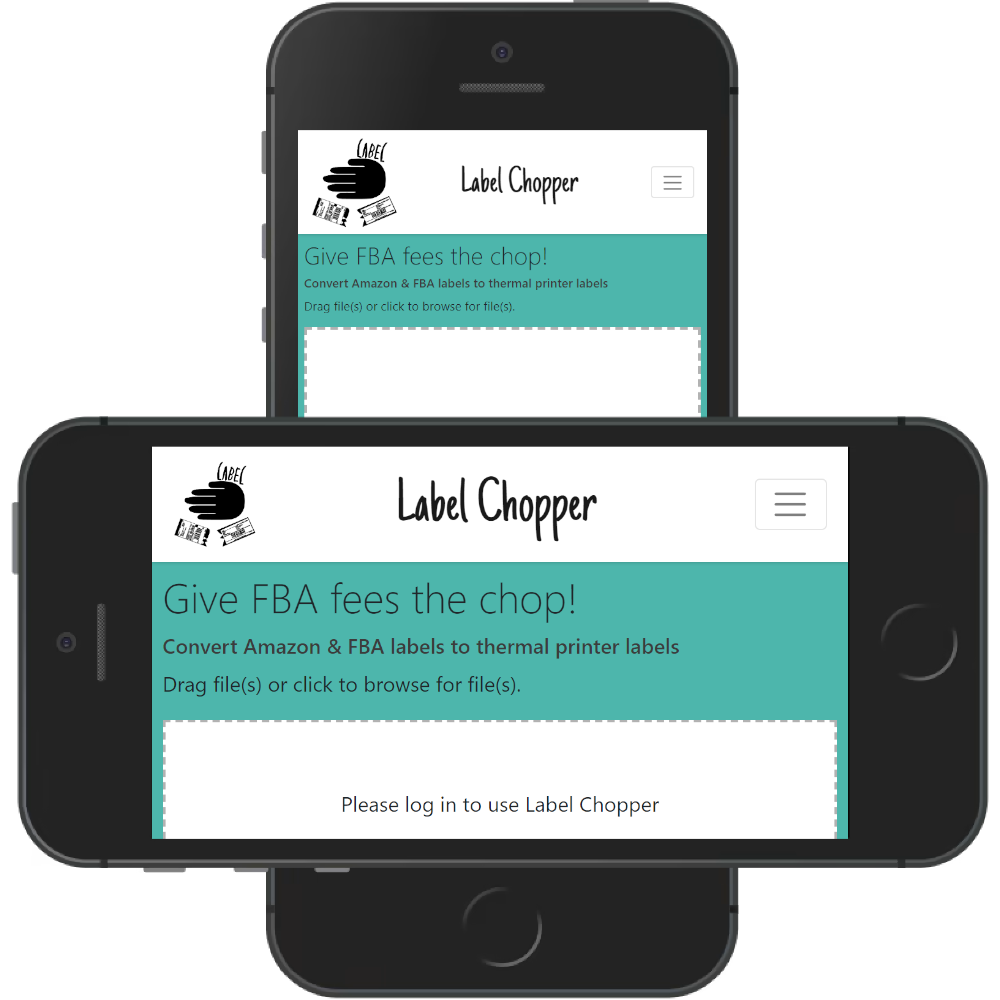 LABEL
Label Chopper
Give FBA fees the chop!
Convert Amazon & FBA labels to thermal printer labels
Drag file(s) or click to browse for file(s).
LABEL
Label Chopper
Give FBA fees the chop!
Convert Amazon & FBA labels to thermal printer labels
Drag file(s) or click to browse for file(s).
Please log in to use Label Chopper